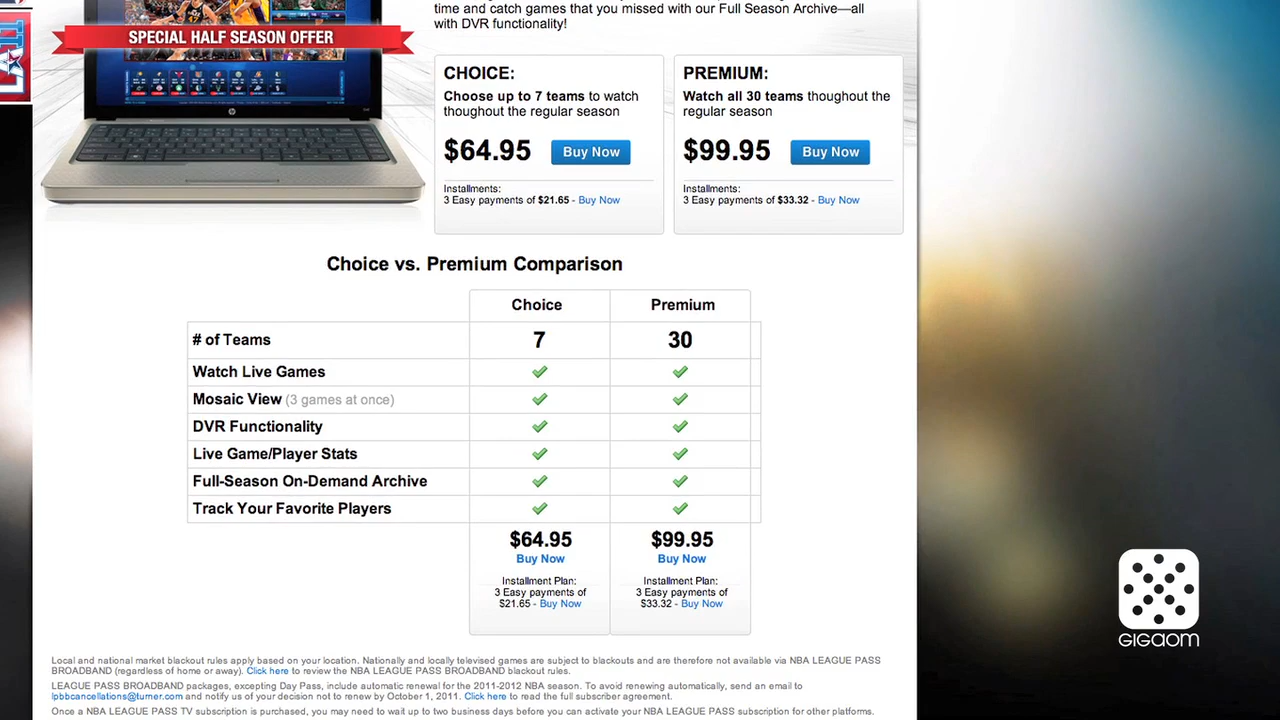 time and catch games that you missed with our Full Season Archive—all
with DVR functionality!
SPECIAL HALF SEASON OFFER
CHOICE:
Choose up to 7 teams to watch
thoughout the regular season
$64.95 Buy Now
Installments:
3 Easy payments of $21.65 - Buy Now
PREMIUM:
Watch all 30 teams thoughout the
regular season
$99.95 Buy Now
Installments:
3 Easy payments of $33.32 - Buy Now
Choice vs. Premium Comparison
Choice Premium
# of Teams 7 30
Watch Live Games
Mosaic View (3 games at once)
DVR Functionality
Live Game/Player Stats
Full-Season On-Demand Archive
Track Your Favorite Players
$64.95
Buy Now
Installment Plan:
3 Easy payments of
$21.65 - Buy Now
$99.95
Buy Now
Installment Plan:
3 Easy payments of
$33.32 - Buy Now
GIGAOM
Local and national market blackout rules apply based on your location. Nationally and locally televised games are subject to blackouts and are therefore not available via NBA LEAGUE PASS
BROADBAND (regardless of home or away). Click here to review the NBA LEAGUE PASS BROADBAND blackout rules.
LEAGUE PASS BROADBAND packages, excepting Day Pass, include automatic renewal for the 2011-2012 NBA season. To avoid renewing automatically, send an email to
lpbbcancellations@turner.com and notify us of your decision not to renew by October 1, 2011. Click here to read the full subscriber agreement.
Once a NBA LEAGUE PASS TV subscription is purchased, you may need to wait up to two business days before you can activate your NBA LEAGUE PASS subscription for other platforms.